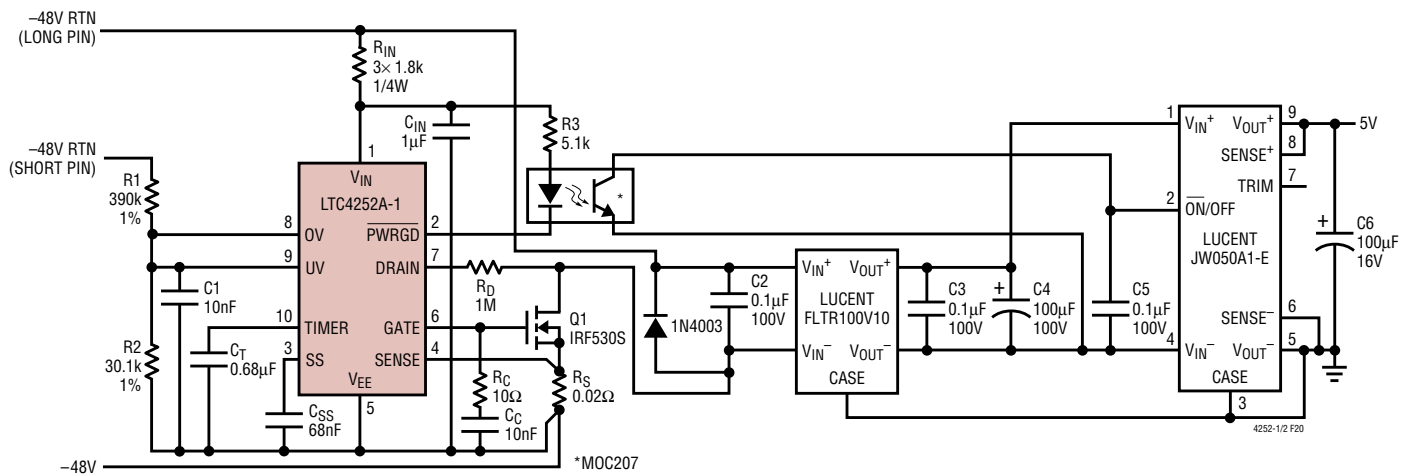 –48V RTN
(LONG PIN)
R_IN
3× 1.8k
1/4W
C_IN
1µF
R3
5.1k
–48V RTN
(SHORT PIN)
R1
390k
1%
1
V_IN
LTC4252A-1
8
OV
9
UV
10
TIMER
3
SS
V_EE
5
P̅W̅R̅G̅D̅
2
DRAIN
7
GATE
6
SENSE
4
*
C1
10nF
R2
30.1k
1%
C_T
0.68µF
C_SS
68nF
R_D
1M
Q1
IRF530S
R_C
10Ω
C_C
10nF
R_S
0.02Ω
–48V
*MOC207
1N4003
C2
0.1µF
100V
V_IN+
V_OUT+
LUCENT
FLTR100V10
V_IN–
V_OUT–
CASE
C3
0.1µF
100V
+
C4
100µF
100V
C5
0.1µF
100V
1
V_IN+
V_OUT+
9
5V
SENSE+
8
TRIM
7
2
O̅N̅/OFF
LUCENT
JW050A1-E
+
C6
100µF
16V
SENSE–
6
4
V_IN–
V_OUT–
5
CASE
3
4252-1/2 F20